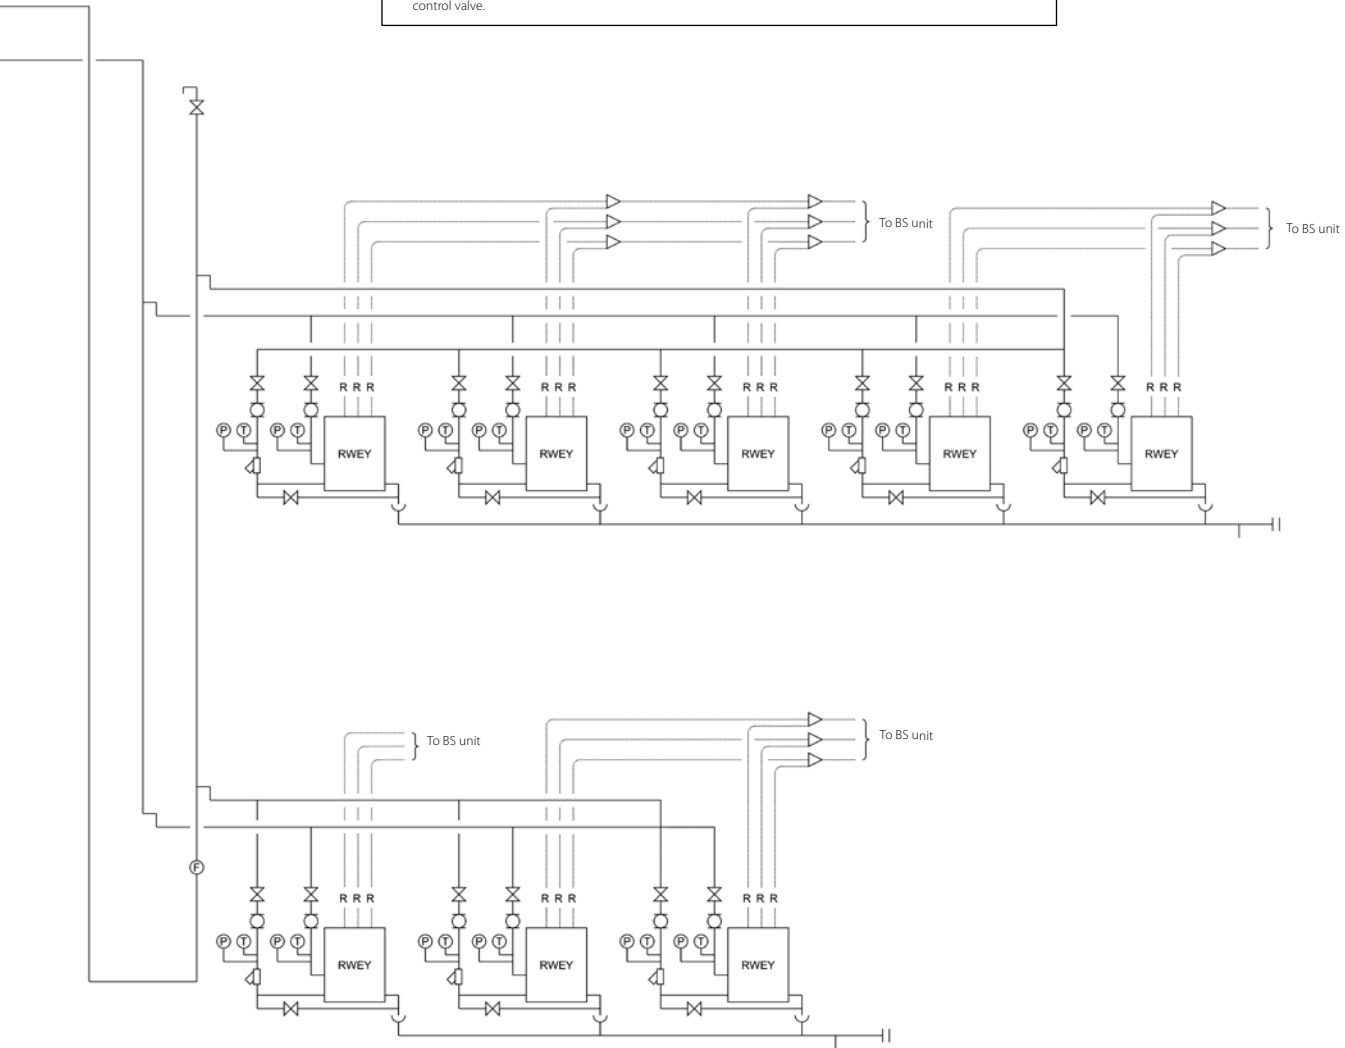 control valve.
To BS unit
To BS unit
R R R R R R R R R R R R R R R
P T P T P T P T P T P T P T P T P T P T
RWEY RWEY RWEY RWEY RWEY
To BS unit
To BS unit
F
R R R R R R R R R
P T P T P T P T P T P T
RWEY RWEY RWEY